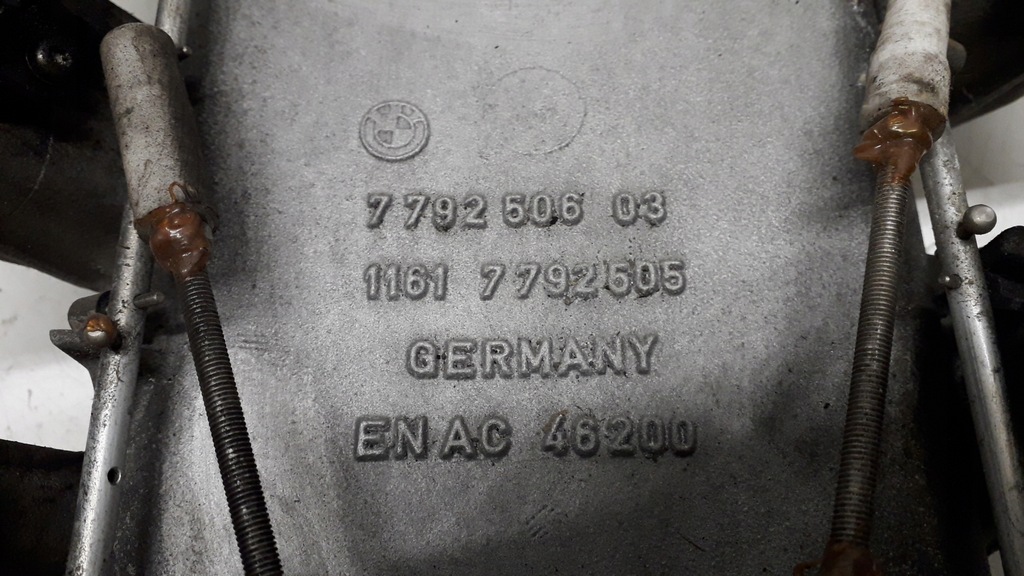 7 792 506 03
1161 7 792 505
GERMANY
EN AC 46200